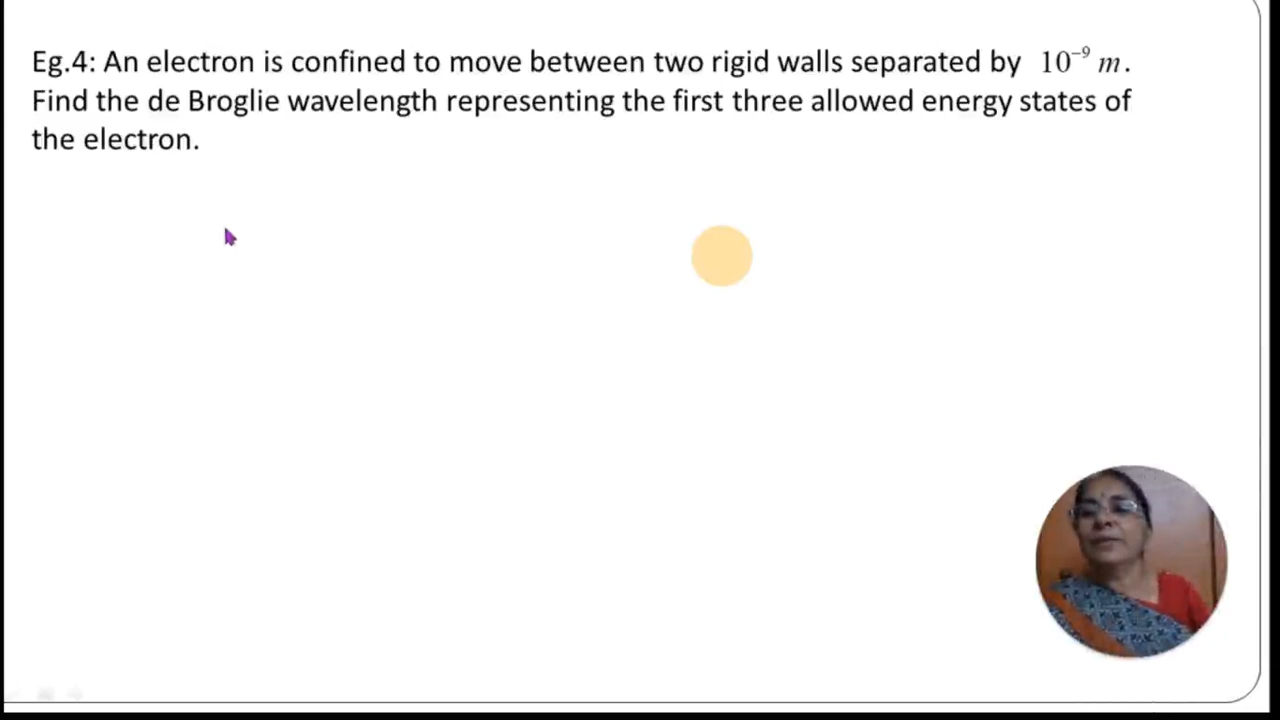 Eg.4: An electron is confined to move between two rigid walls separated by 10⁻⁹ m.
Find the de Broglie wavelength representing the first three allowed energy states of
the electron.